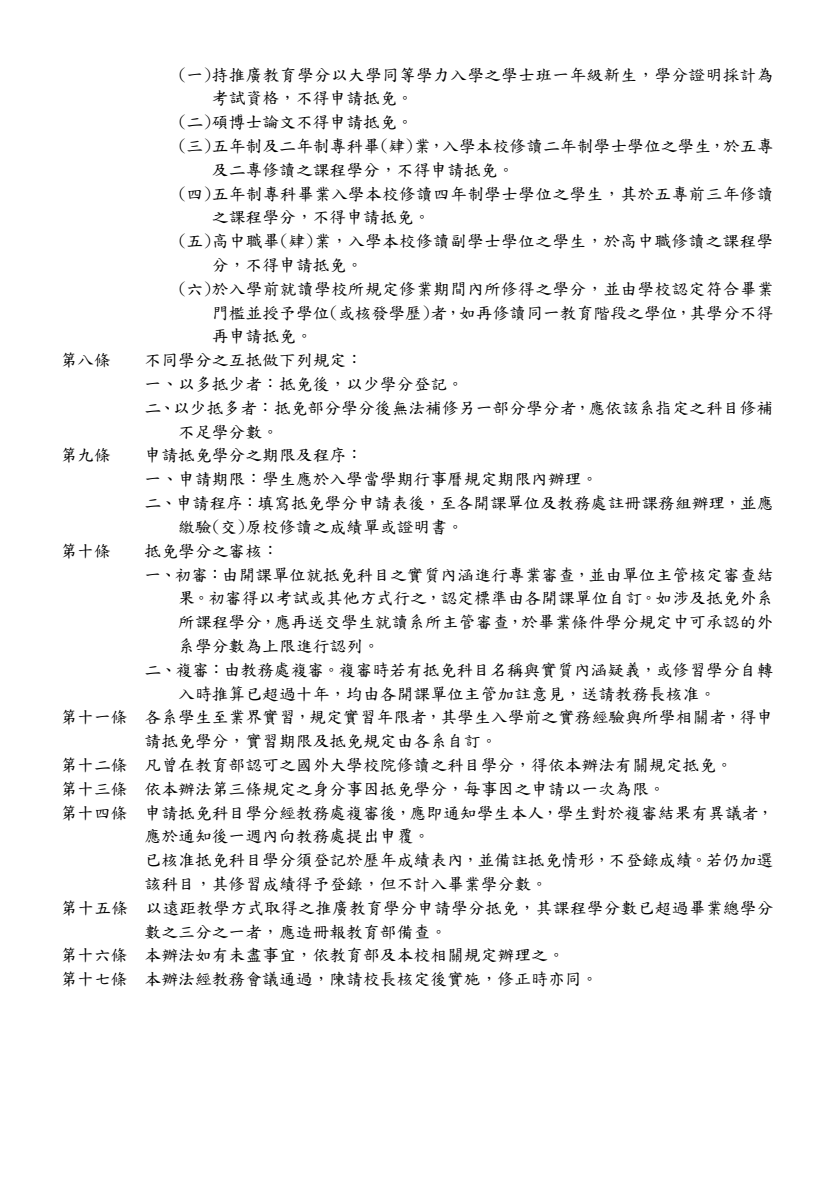 (一)持推廣教育學分以大學同等學力入學之學士班一年級新生，學分證明採計為
考試資格，不得申請抵免。
(二)碩博士論文不得申請抵免。
(三)五年制及二年制專科畢(肄)業，入學本校修讀二年制學士學位之學生，於五專
及二專修讀之課程學分，不得申請抵免。
(四)五年制專科畢業入學本校修讀四年制學士學位之學生，其於五專前三年修讀
之課程學分，不得申請抵免。
(五)高中職畢(肄)業，入學本校修讀副學士學位之學生，於高中職修讀之課程學
分，不得申請抵免。
(六)於入學前就讀學校所規定修業期間內所修得之學分，並由學校認定符合畢業
門檻並授予學位(或核發學歷)者，如再修讀同一教育階段之學位，其學分不得
再申請抵免。
第八條 不同學分之互抵做下列規定：
一、以多抵少者：抵免後，以少學分登記。
二、以少抵多者：抵免部分學分後無法補修另一部分學分者，應依該系指定之科目修補
不足學分數。
第九條 申請抵免學分之期限及程序：
一、申請期限：學生應於入學當學期行事曆規定期限內辦理。
二、申請程序：填寫抵免學分申請表後，至各開課單位及教務處註冊課務組辦理，並應
繳驗(交)原校修讀之成績單或證明書。
第十條 抵免學分之審核：
一、初審：由開課單位就抵免科目之實質內涵進行專業審查，並由單位主管核定審查結
果。初審得以考試或其他方式行之，認定標準由各開課單位自訂。如涉及抵免外系
所課程學分，應再送交學生就讀系所主管審查，於畢業條件學分規定中可承認的外
系學分數為上限進行認列。
二、複審：由教務處複審。複審時若有抵免科目名稱與實質內涵疑義，或修習學分自轉
入時推算已超過十年，均由各開課單位主管加註意見，送請教務長核准。
第十一條 各系學生至業界實習，規定實習年限者，其學生入學前之實務經驗與所學相關者，得申
請抵免學分，實習期限及抵免規定由各系自訂。
第十二條 凡曾在教育部認可之國外大學校院修讀之科目學分，得依本辦法有關規定抵免。
第十三條 依本辦法第三條規定之身分事因抵免學分，每事因之申請以一次為限。
第十四條 申請抵免科目學分經教務處複審後，應即通知學生本人，學生對於複審結果有異議者，
應於通知後一週內向教務處提出申覆。
已核准抵免科目學分須登記於歷年成績表內，並備註抵免情形，不登錄成績。若仍加選
該科目，其修習成績得予登錄，但不計入畢業學分數。
第十五條 以遠距教學方式取得之推廣教育學分申請學分抵免，其課程學分數已超過畢業總學分
數之三分之一者，應造冊報教育部備查。
第十六條 本辦法如有未盡事宜，依教育部及本校相關規定辦理之。
第十七條 本辦法經教務會議通過，陳請校長核定後實施，修正時亦同。